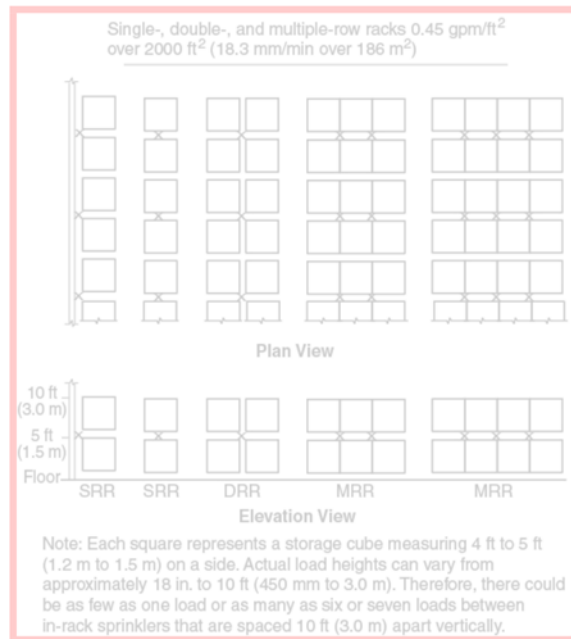 Single-, double-, and multiple-row racks 0.45 gpm/ft²
over 2000 ft² (18.3 mm/min over 186 m²)
Plan View
10 ft
(3.0 m)
5 ft
(1.5 m)
Floor
SRR SRR DRR MRR MRR
Elevation View
Note: Each square represents a storage cube measuring 4 ft to 5 ft
(1.2 m to 1.5 m) on a side. Actual load heights can vary from
approximately 18 in. to 10 ft (450 mm to 3.0 m). Therefore, there could
be as few as one load or as many as six or seven loads between
in-rack sprinklers that are spaced 10 ft (3.0 m) apart vertically.